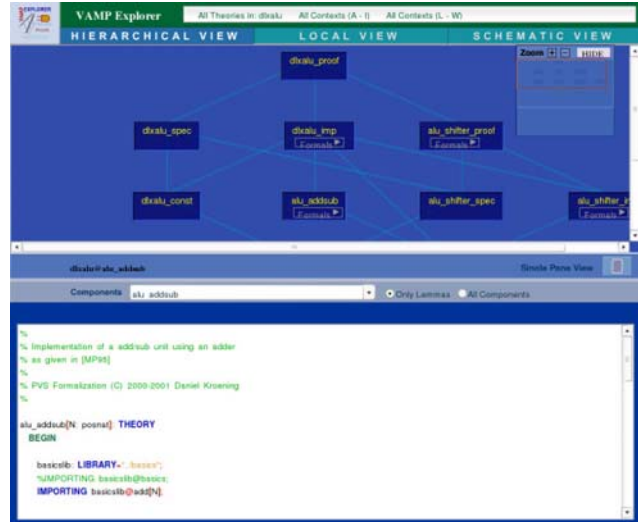 EXPLORER
VAMP Explorer All Theories in: dlxalu All Contexts (A - I) All Contexts (L - W)
HIERARCHICAL VIEW LOCAL VIEW SCHEMATIC VIEW
Zoom + - HIDE
dlxalu_proof
dlxalu_spec dlxalu_imp alu_shifter_proof
Formals Formals
dlxalu_const alu_addsub alu_shifter_spec alu_shifter_i
Formals Formals
dlxalu@alu_addsub Single Pane View
Components alu_addsub Only Lemmas All Components
%
% Implementation of a add/sub unit using an adder
% as given in [MP95]
%
% PVS Formalization (C) 2000-2001 Daniel Kroening
%
alu_addsub[N: posnat]: THEORY
BEGIN
basicslib: LIBRARY="../basics";
%IMPORTING basicslib@basics;
IMPORTING basicslib@add[N];